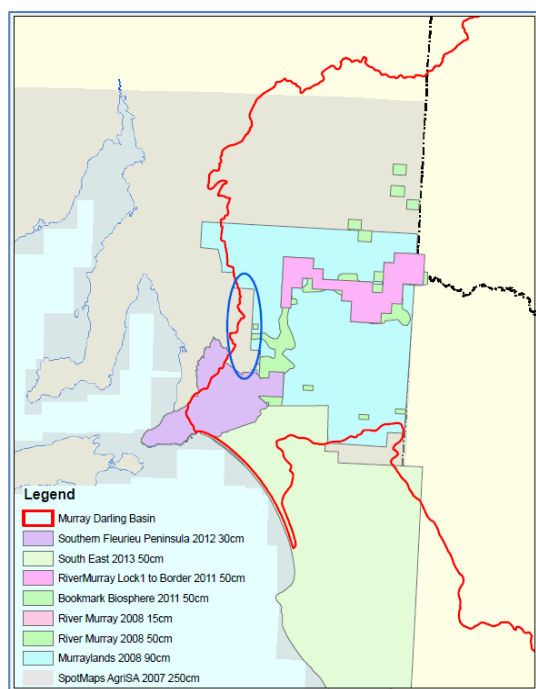 Legend
Murray Darling Basin
Southern Fleurieu Peninsula 2012 30cm
South East 2013 50cm
RiverMurray Lock1 to Border 2011 50cm
Bookmark Biosphere 2011 50cm
River Murray 2008 15cm
River Murray 2008 50cm
Murraylands 2008 90cm
SpotMaps AgriSA 2007 250cm